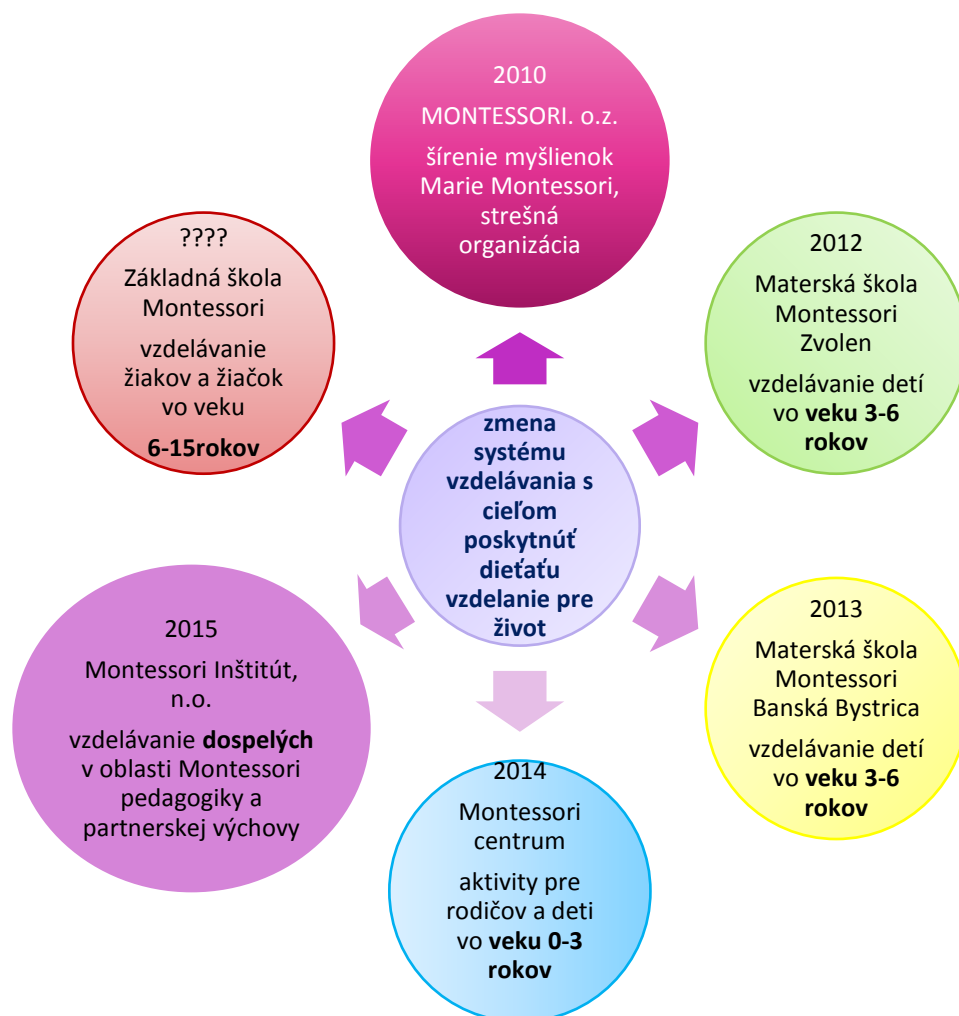 2010
MONTESSORI. o.z.
šírenie myšlienok
Marie Montessori,
strešná
organizácia
2012
Materská škola
Montessori
Zvolen
vzdelávanie detí
vo veku 3-6
rokov
2013
Materská škola
Montessori
Banská Bystrica
vzdelávanie detí
vo veku 3-6
rokov
2014
Montessori
centrum
aktivity pre
rodičov a deti
vo veku 0-3
rokov
2015
Montessori Inštitút,
n.o.
vzdelávanie dospelých
v oblasti Montessori
pedagogiky a
partnerskej výchovy
????
Základná škola
Montessori
vzdelávanie
žiakov a žiačok
vo veku
6-15rokov
zmena
systému
vzdelávania s
cieľom
poskytnúť
dieťaťu
vzdelanie pre
život